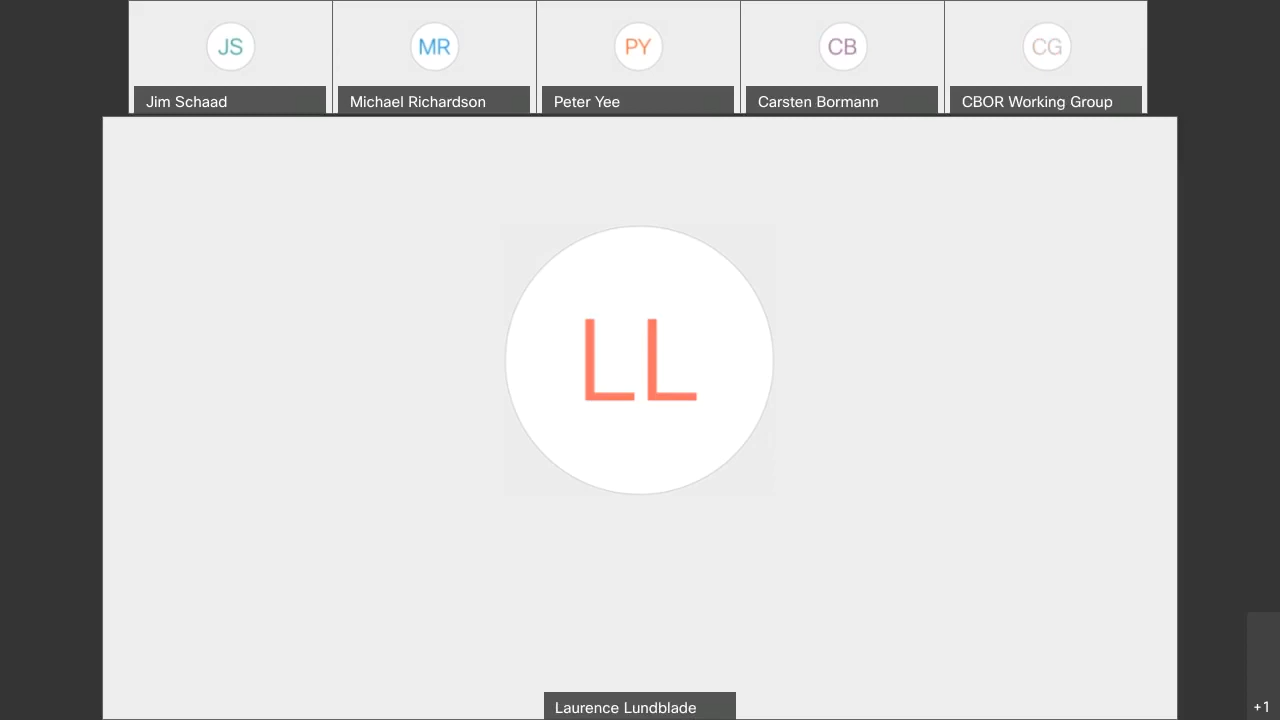 JS
MR
PY
CB
CG
Jim Schaad
Michael Richardson
Peter Yee
Carsten Bormann
CBOR Working Group
LL
Laurence Lundblade
+1